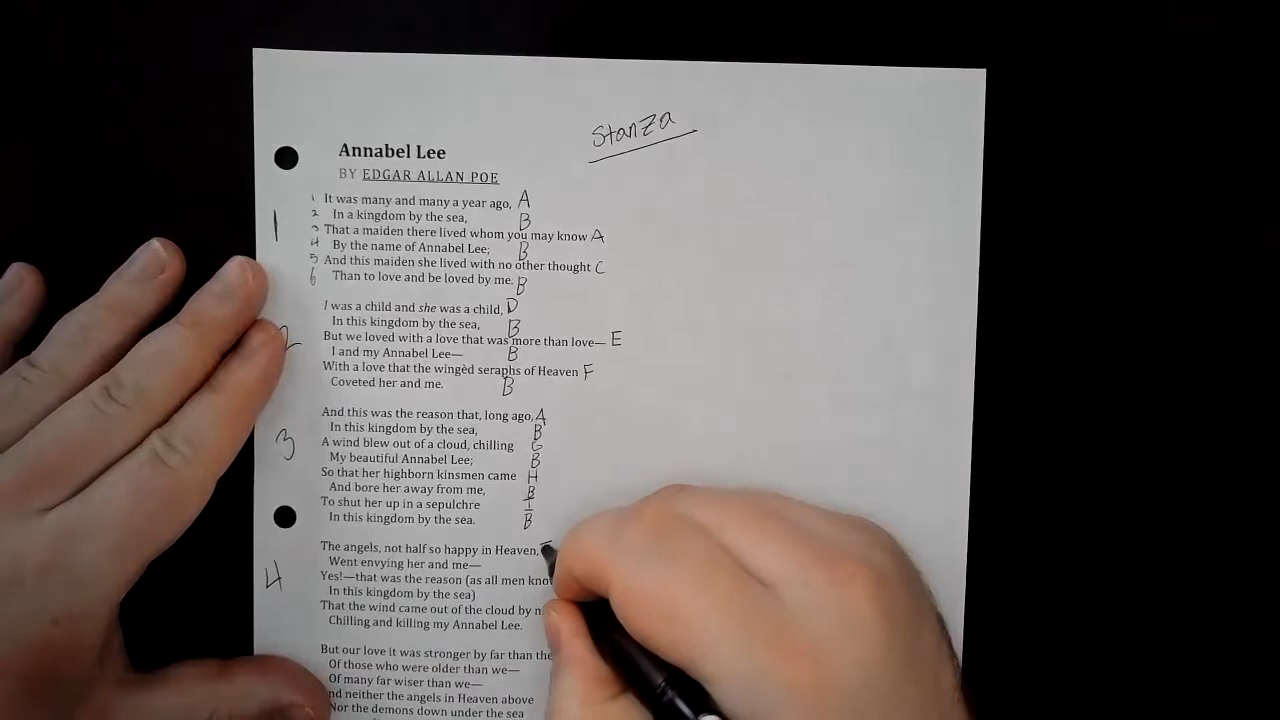 Stanza
Annabel Lee
BY EDGAR ALLAN POE
1 It was many and many a year ago, A
2 In a kingdom by the sea, B
1 3 That a maiden there lived whom you may know A
4 By the name of Annabel Lee; B
5 And this maiden she lived with no other thought C
6 Than to love and be loved by me. B
I was a child and she was a child, D
In this kingdom by the sea, B
2 But we loved with a love that was more than love— E
I and my Annabel Lee— B
With a love that the wingèd seraphs of Heaven F
Coveted her and me. B
And this was the reason that, long ago, A
In this kingdom by the sea, B
3 A wind blew out of a cloud, chilling G
My beautiful Annabel Lee; B
So that her highborn kinsmen came H
And bore her away from me, B
To shut her up in a sepulchre I
In this kingdom by the sea. B
The angels, not half so happy in Heaven,
Went envying her and me—
4 Yes!—that was the reason (as all men
In this kingdom by the sea)
That the wind came out of the cloud by
Chilling and killing my Annabel Lee.
But our love it was stronger by far than the
Of those who were older than we—
Of many far wiser than we—
And neither the angels in Heaven above
Nor the demons down under the sea